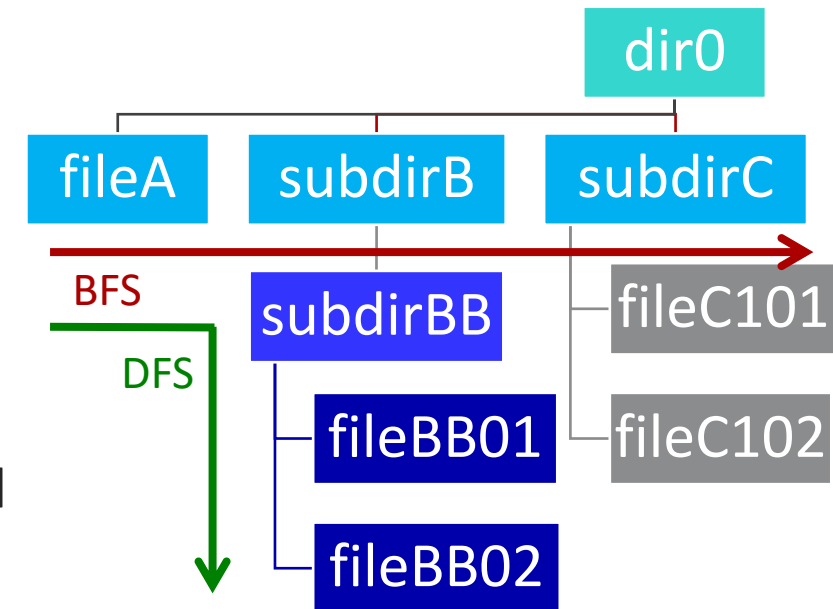 dir0
fileA subdirB subdirC
BFS
subdirBB fileC101
DFS
fileBB01 fileC102
fileBB02